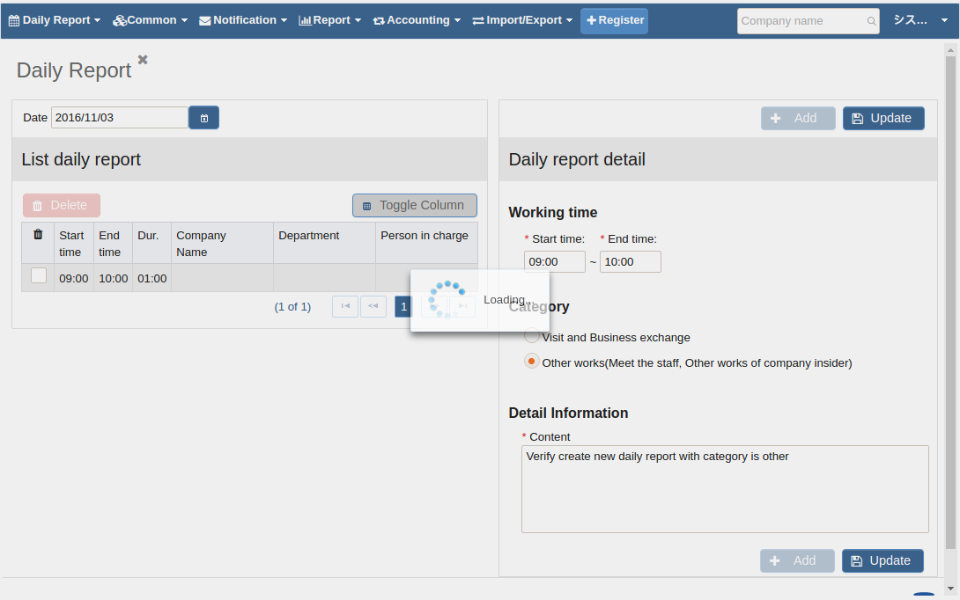 Daily Report Common Notification Report Accounting Import/Export Register Company name シス...
Daily Report
Date 2016/11/03
Add Update
List daily report
Daily report detail
Delete Toggle Column
Working time
Start time End time Dur. Company Name Department Person in charge
* Start time: * End time:
09:00 ~ 10:00
09:00 10:00 01:00
(1 of 1) 1
Loading..
Category
Visit and Business exchange
Other works(Meet the staff, Other works of company insider)
Detail Information
* Content
Verify create new daily report with category is other
Add Update